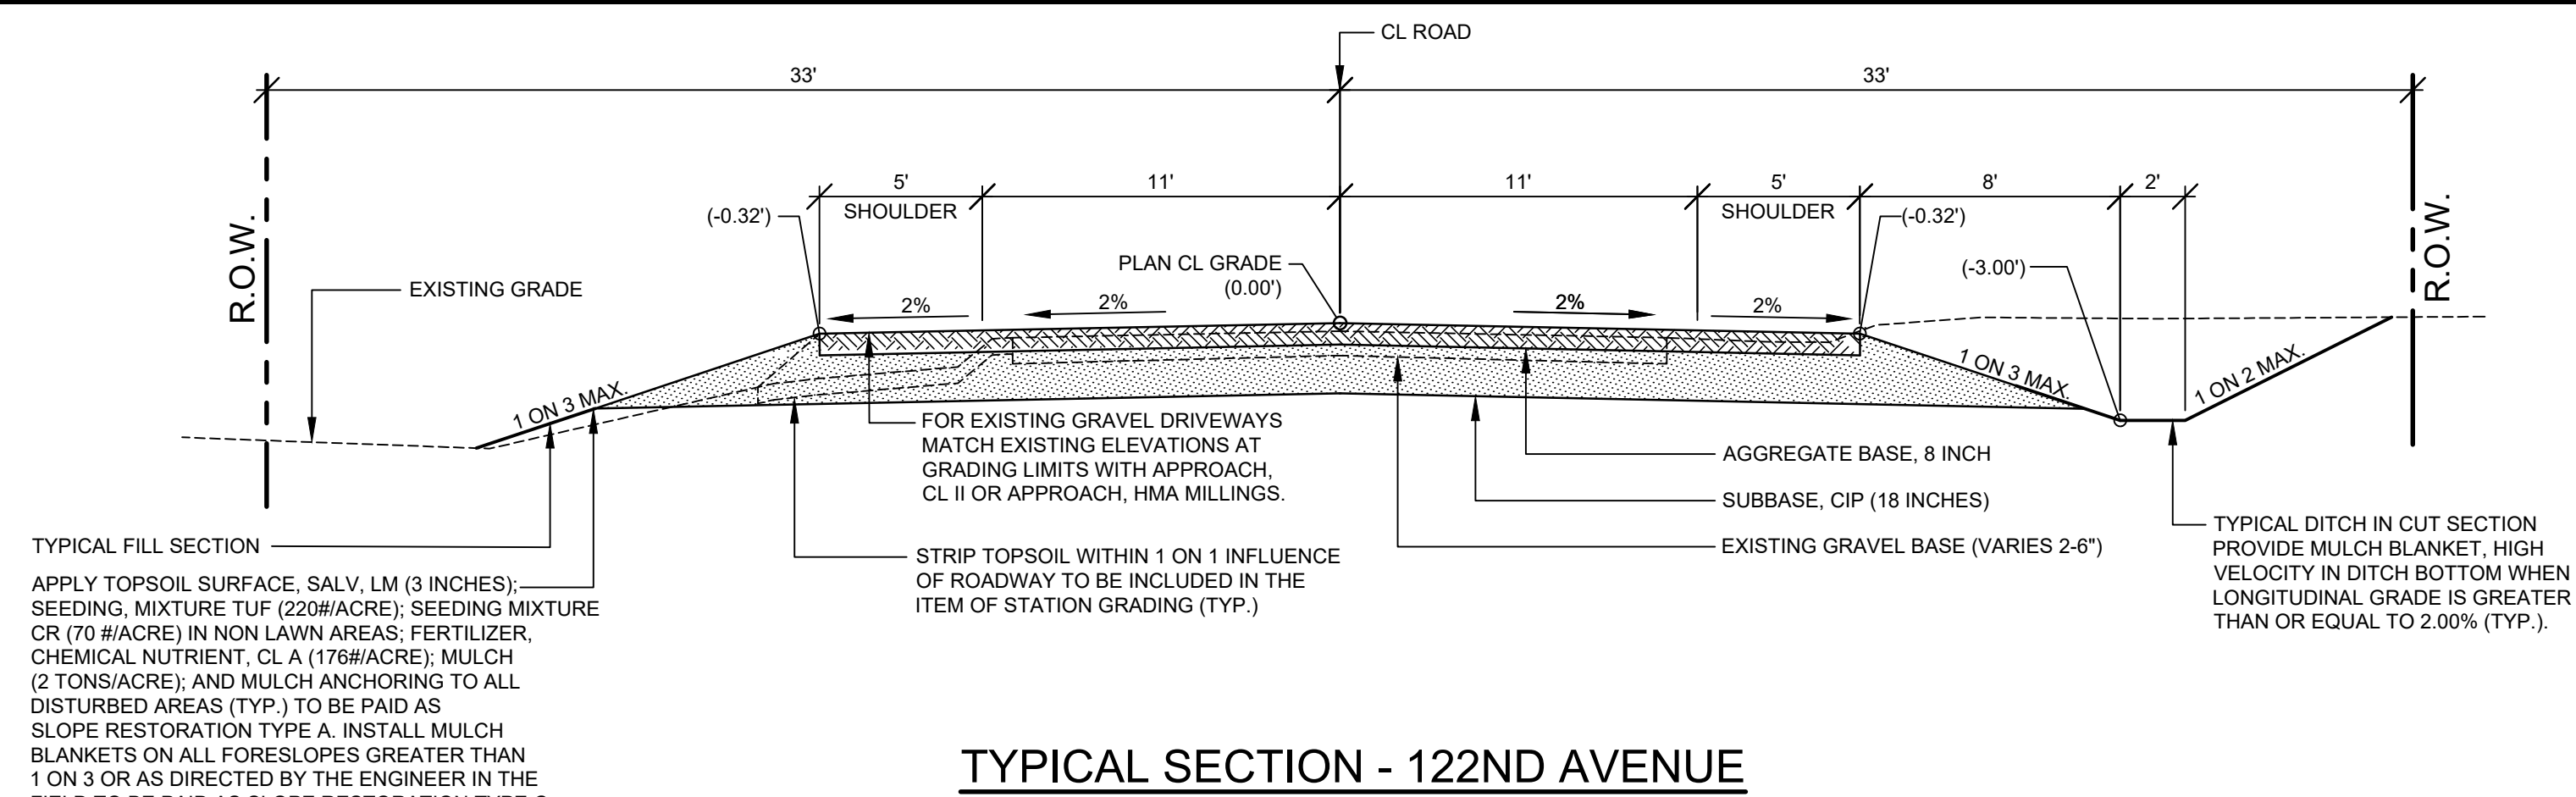 CL ROAD
33'
33'
5'
11'
11'
5'
8'
2'
SHOULDER
SHOULDER
(-0.32')
(-0.32')
R.O.W.
R.O.W.
PLAN CL GRADE
(0.00')
(-3.00')
EXISTING GRADE
2%
2%
2%
2%
1 ON 3 MAX.
1 ON 3 MAX.
1 ON 2 MAX.
FOR EXISTING GRAVEL DRIVEWAYS
MATCH EXISTING ELEVATIONS AT
GRADING LIMITS WITH APPROACH,
CL II OR APPROACH, HMA MILLINGS.
AGGREGATE BASE, 8 INCH
SUBBASE, CIP (18 INCHES)
EXISTING GRAVEL BASE (VARIES 2-6")
TYPICAL FILL SECTION
STRIP TOPSOIL WITHIN 1 ON 1 INFLUENCE
OF ROADWAY TO BE INCLUDED IN THE
ITEM OF STATION GRADING (TYP.)
TYPICAL DITCH IN CUT SECTION
PROVIDE MULCH BLANKET, HIGH
VELOCITY IN DITCH BOTTOM WHEN
LONGITUDINAL GRADE IS GREATER
THAN OR EQUAL TO 2.00% (TYP.).
APPLY TOPSOIL SURFACE, SALV, LM (3 INCHES);
SEEDING, MIXTURE TUF (220#/ACRE); SEEDING MIXTURE
CR (70 #/ACRE) IN NON LAWN AREAS; FERTILIZER,
CHEMICAL NUTRIENT, CL A (176#/ACRE); MULCH
(2 TONS/ACRE); AND MULCH ANCHORING TO ALL
DISTURBED AREAS (TYP.) TO BE PAID AS
SLOPE RESTORATION TYPE A. INSTALL MULCH
BLANKETS ON ALL FORESLOPES GREATER THAN
1 ON 3 OR AS DIRECTED BY THE ENGINEER IN THE
TYPICAL SECTION - 122ND AVENUE